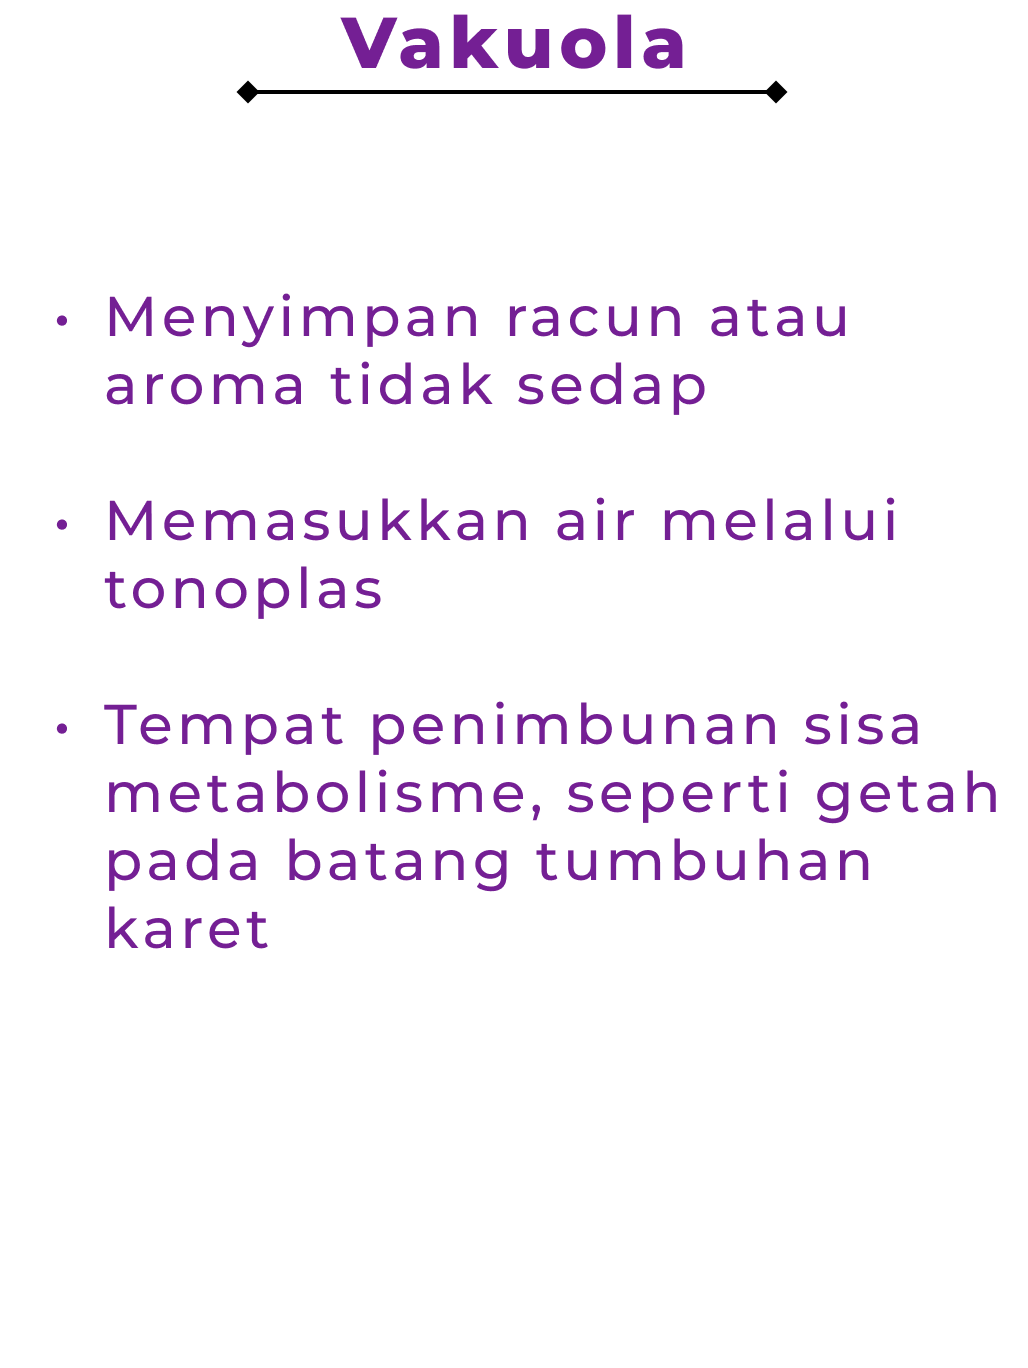 Vakuola
• Menyimpan racun atau
aroma tidak sedap
• Memasukkan air melalui
tonoplas
• Tempat penimbunan sisa
metabolisme, seperti getah
pada batang tumbuhan
karet